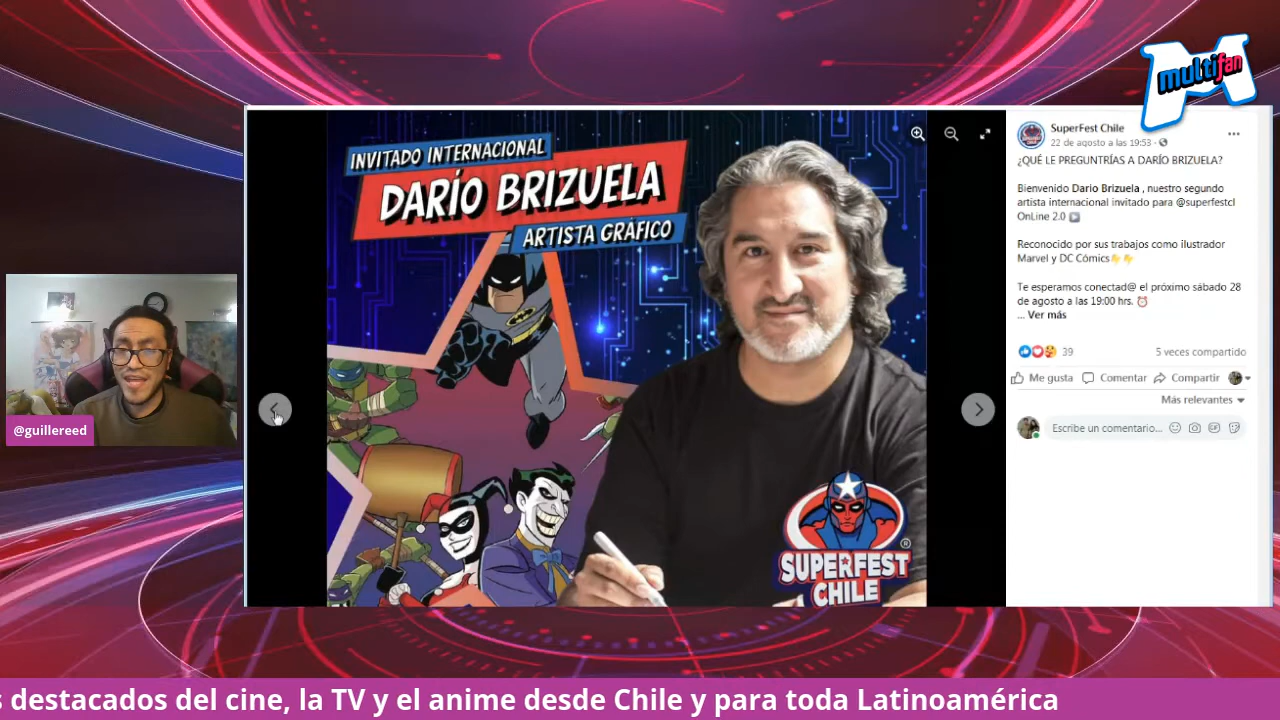 multifan
INVITADO INTERNACIONAL
DARÍO BRIZUELA
ARTISTA GRÁFICO
SUPERFEST
CHILE
®
SuperFest Chile
22 de agosto a las 19:53 ·
¿QUÉ LE PREGUNTRÍAS A DARÍO BRIZUELA?
Bienvenido Dario Brizuela , nuestro segundo
artista internacional invitado para @superfestcl
OnLine 2.0
Reconocido por sus trabajos como ilustrador
Marvel y DC Cómics
Te esperamos conectad@ el próximo sábado 28
de agosto a las 19:00 hrs.
... Ver más
39
5 veces compartido
Me gusta
Comentar
Compartir
Más relevantes
Escribe un comentario...
GIF
@guillereed
s destacados del cine, la TV y el anime desde Chile y para toda Latinoamérica